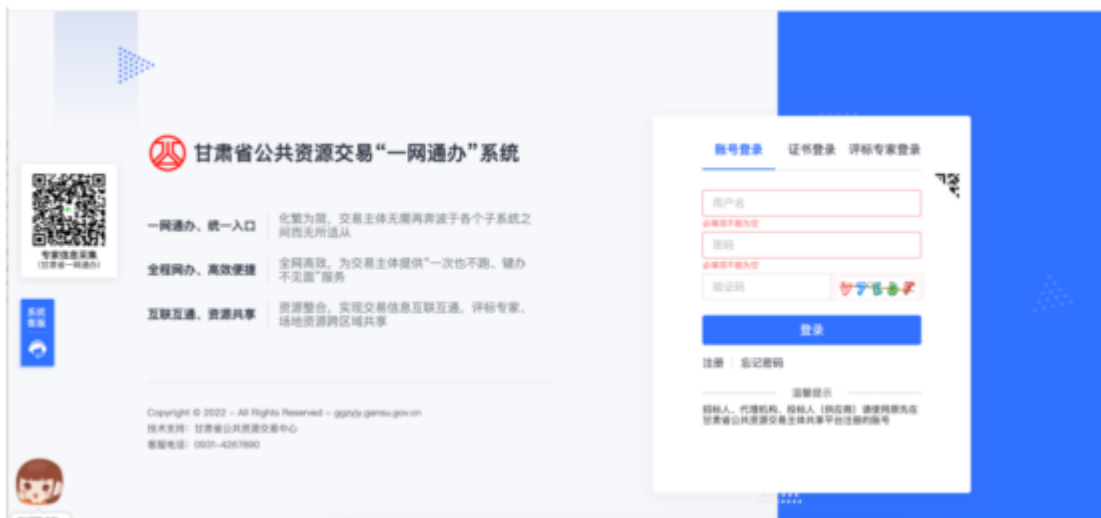 甘肃省公共资源交易“一网通办”系统
一网通办、统一入口
化繁为简，交易主体无需再奔波于各个子系统之
间而无所适从
全程网办、高效便捷
全网高效，为交易主体提供“一次也不跑、键办
不见面”服务
互联互通、资源共享
资源整合，实现交易信息互联互通，评标专家、
场地资源跨区域共享
Copyright © 2022 - All Rights Reserved - ggzyjy.gansu.gov.cn
技术支持：甘肃省公共资源交易中心
客服电话：0931-4267890
专家信息采集
(甘肃省一网通办)
系统
客服
账号登录 证书登录 评标专家登录
用户名
必填项不能为空
密码
必填项不能为空
验证码
登录
注册 忘记密码
温馨提示
招标人、代理机构、投标人（供应商）请使用原先在
甘肃省公共资源交易主体共享平台注册的账号